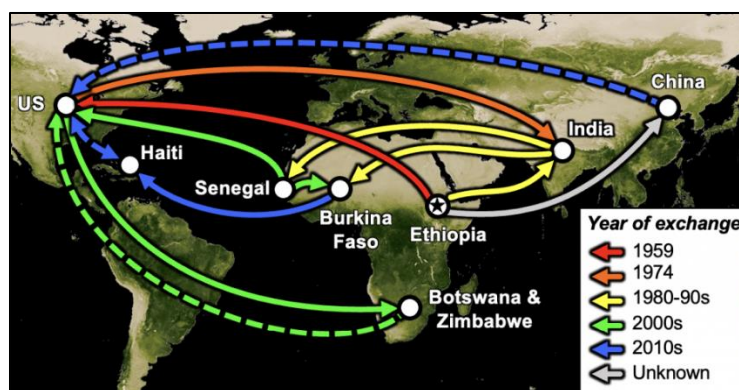 US
China
India
Haiti
Senegal
Burkina
Faso
Ethiopia
Botswana &
Zimbabwe
Year of exchange
1959
1974
1980-90s
2000s
2010s
Unknown